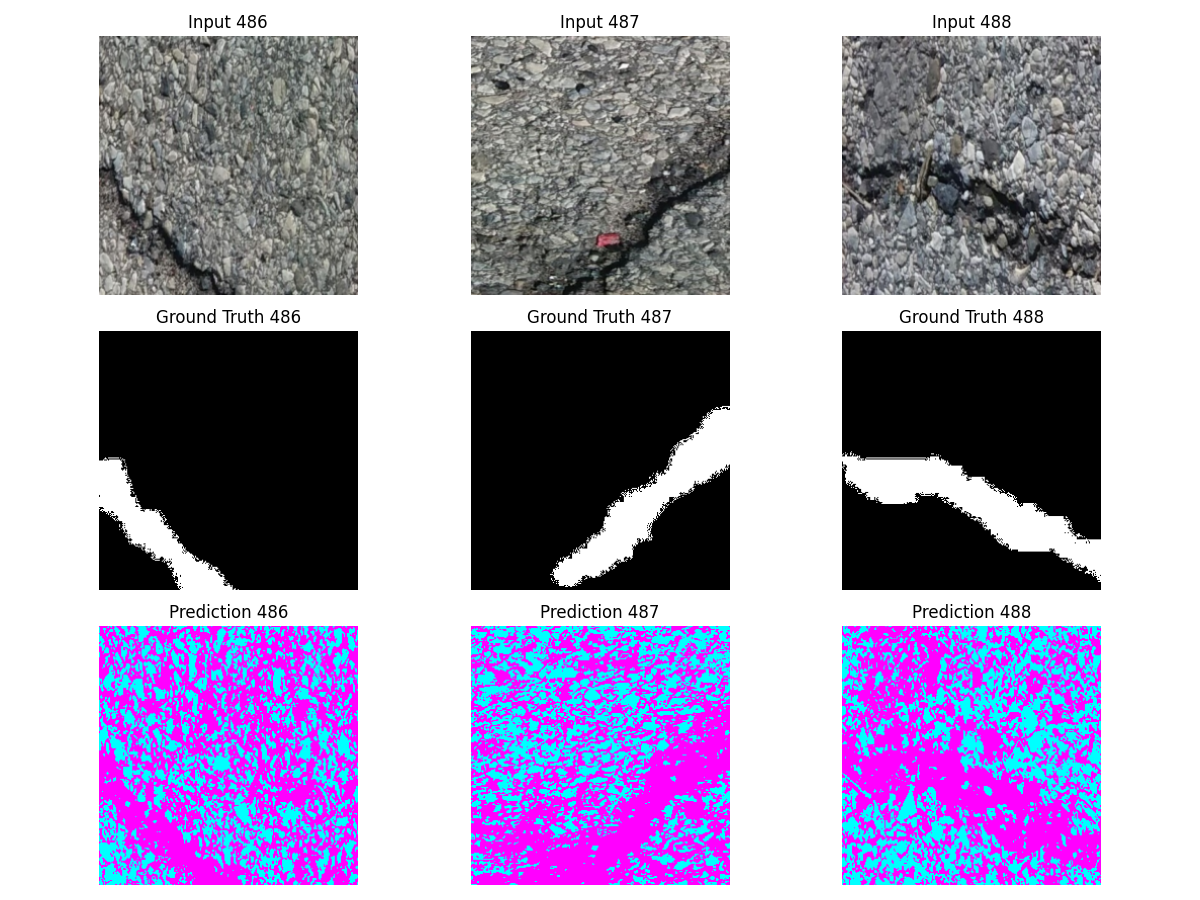 Input 486
Input 487
Input 488
Ground Truth 486
Ground Truth 487
Ground Truth 488
Prediction 486
Prediction 487
Prediction 488